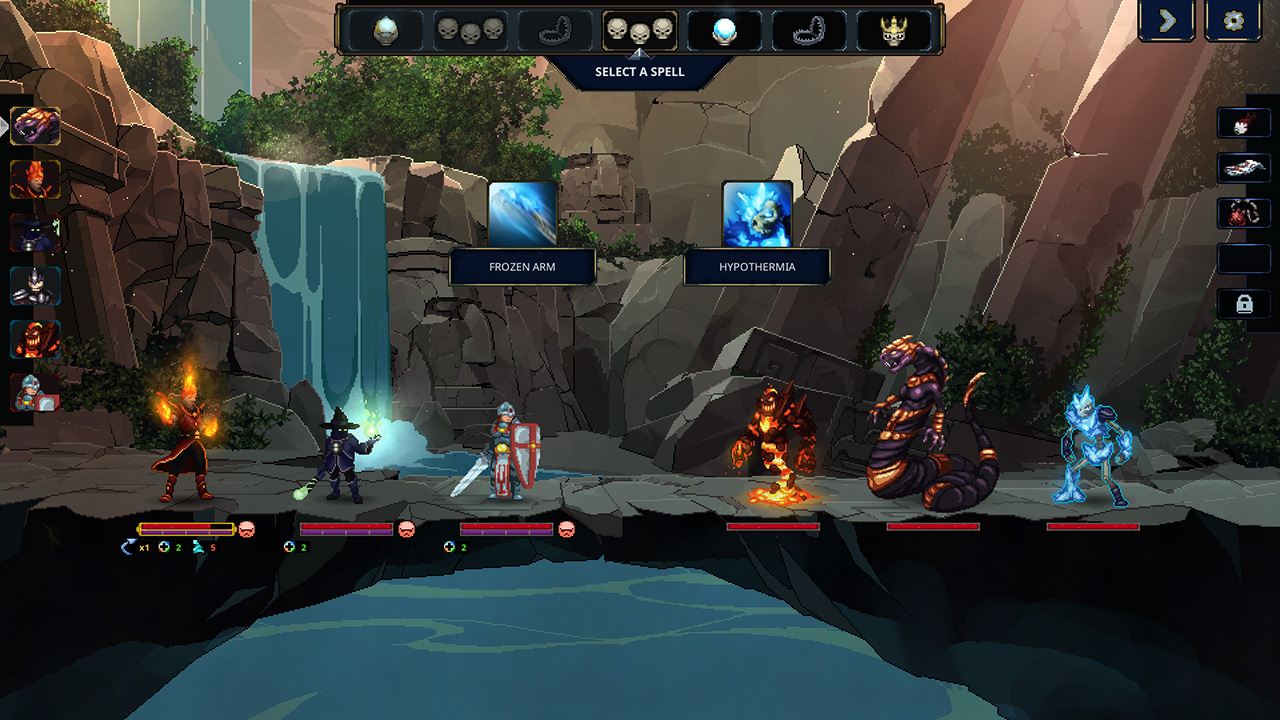 SELECT A SPELL
FROZEN ARM
HYPOTHERMIA
x1 2 5
2
2